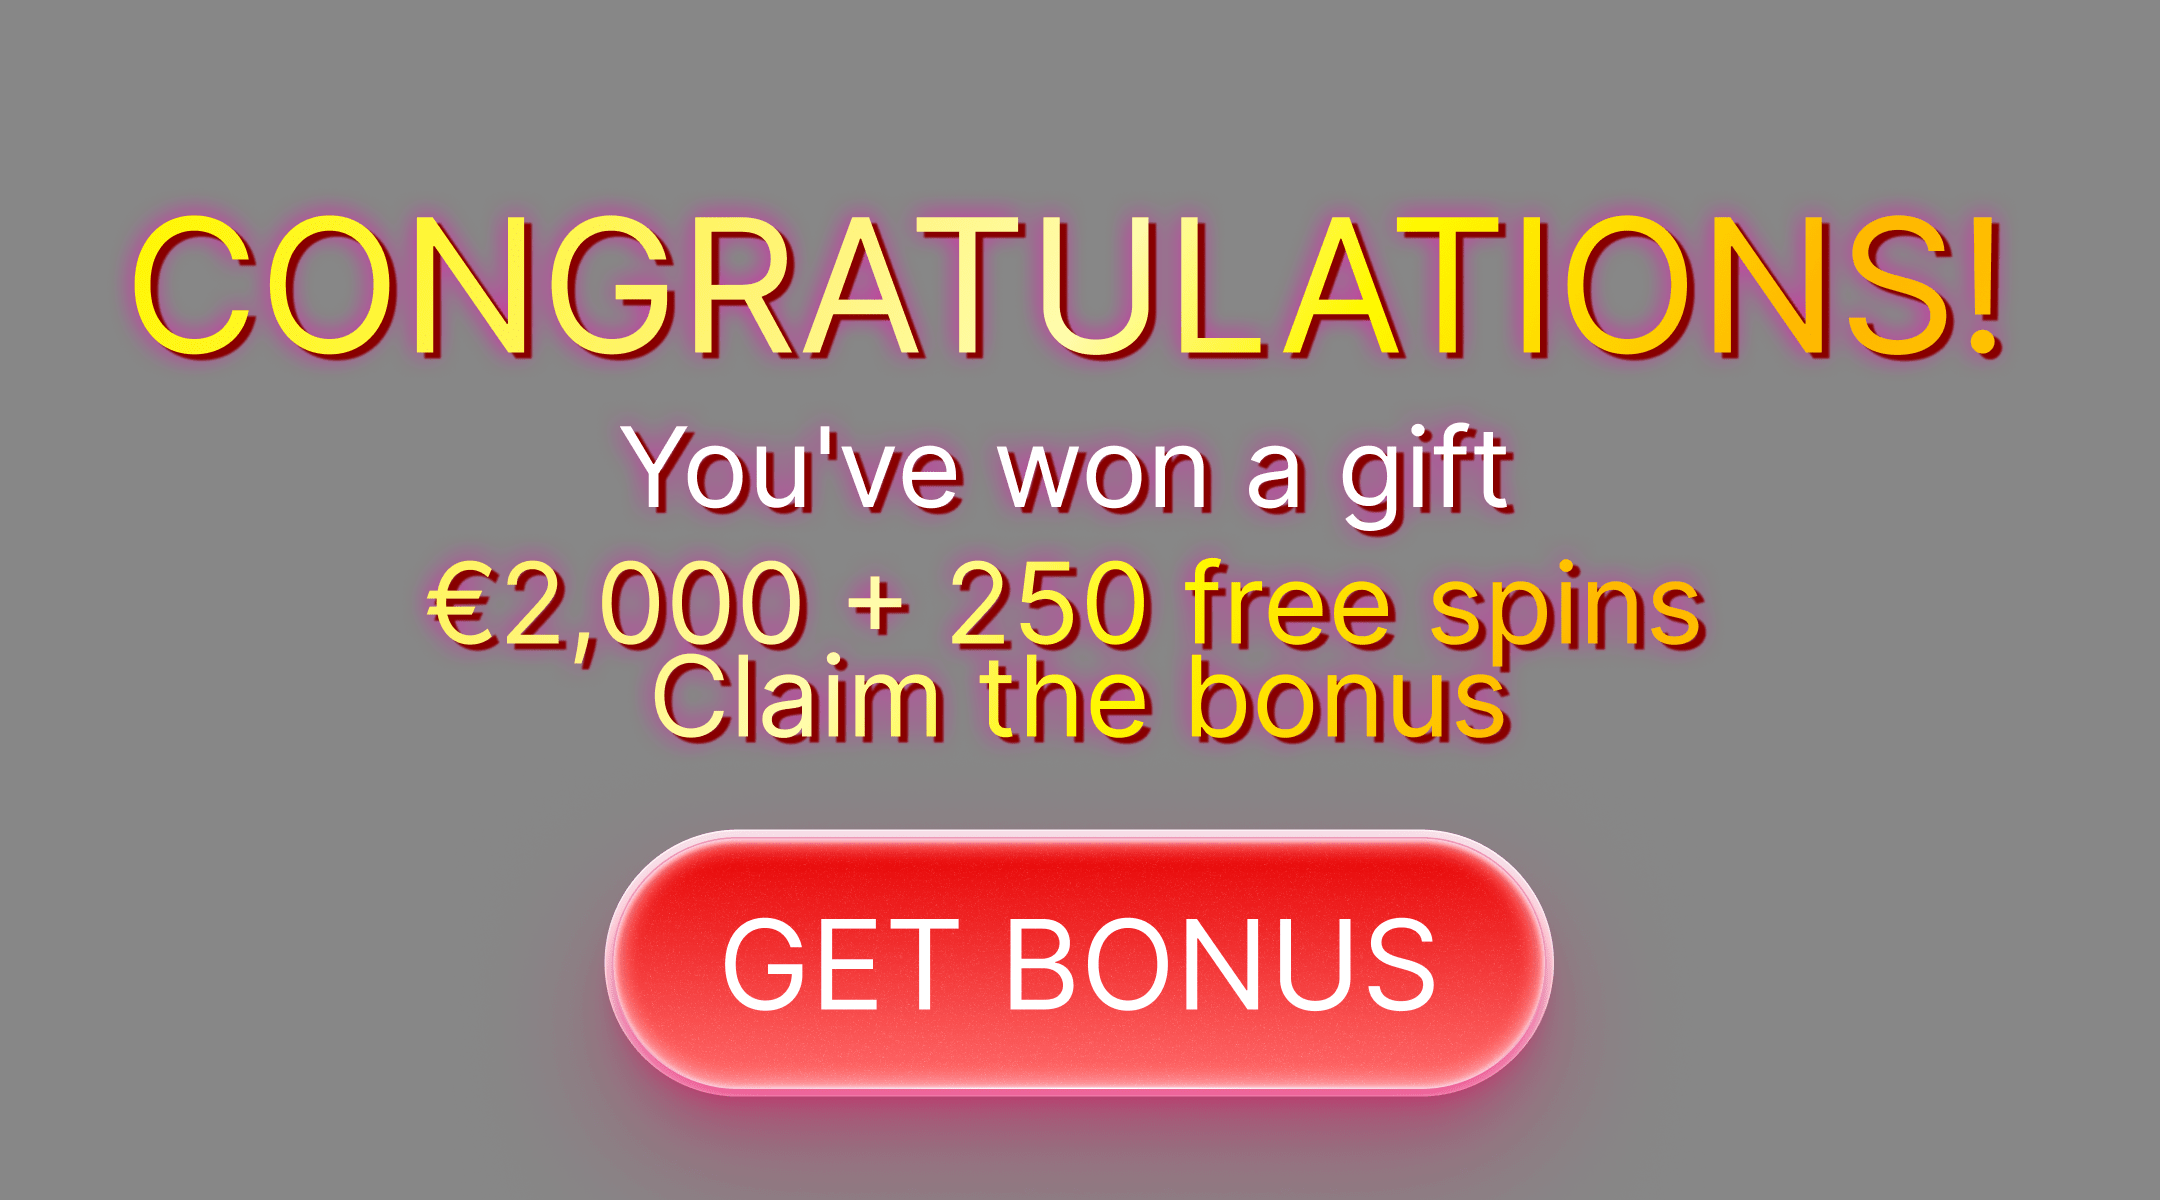 CONGRATULATIONS!
You've won a gift
€2,000 + 250 free spins
Claim the bonus
GET BONUS